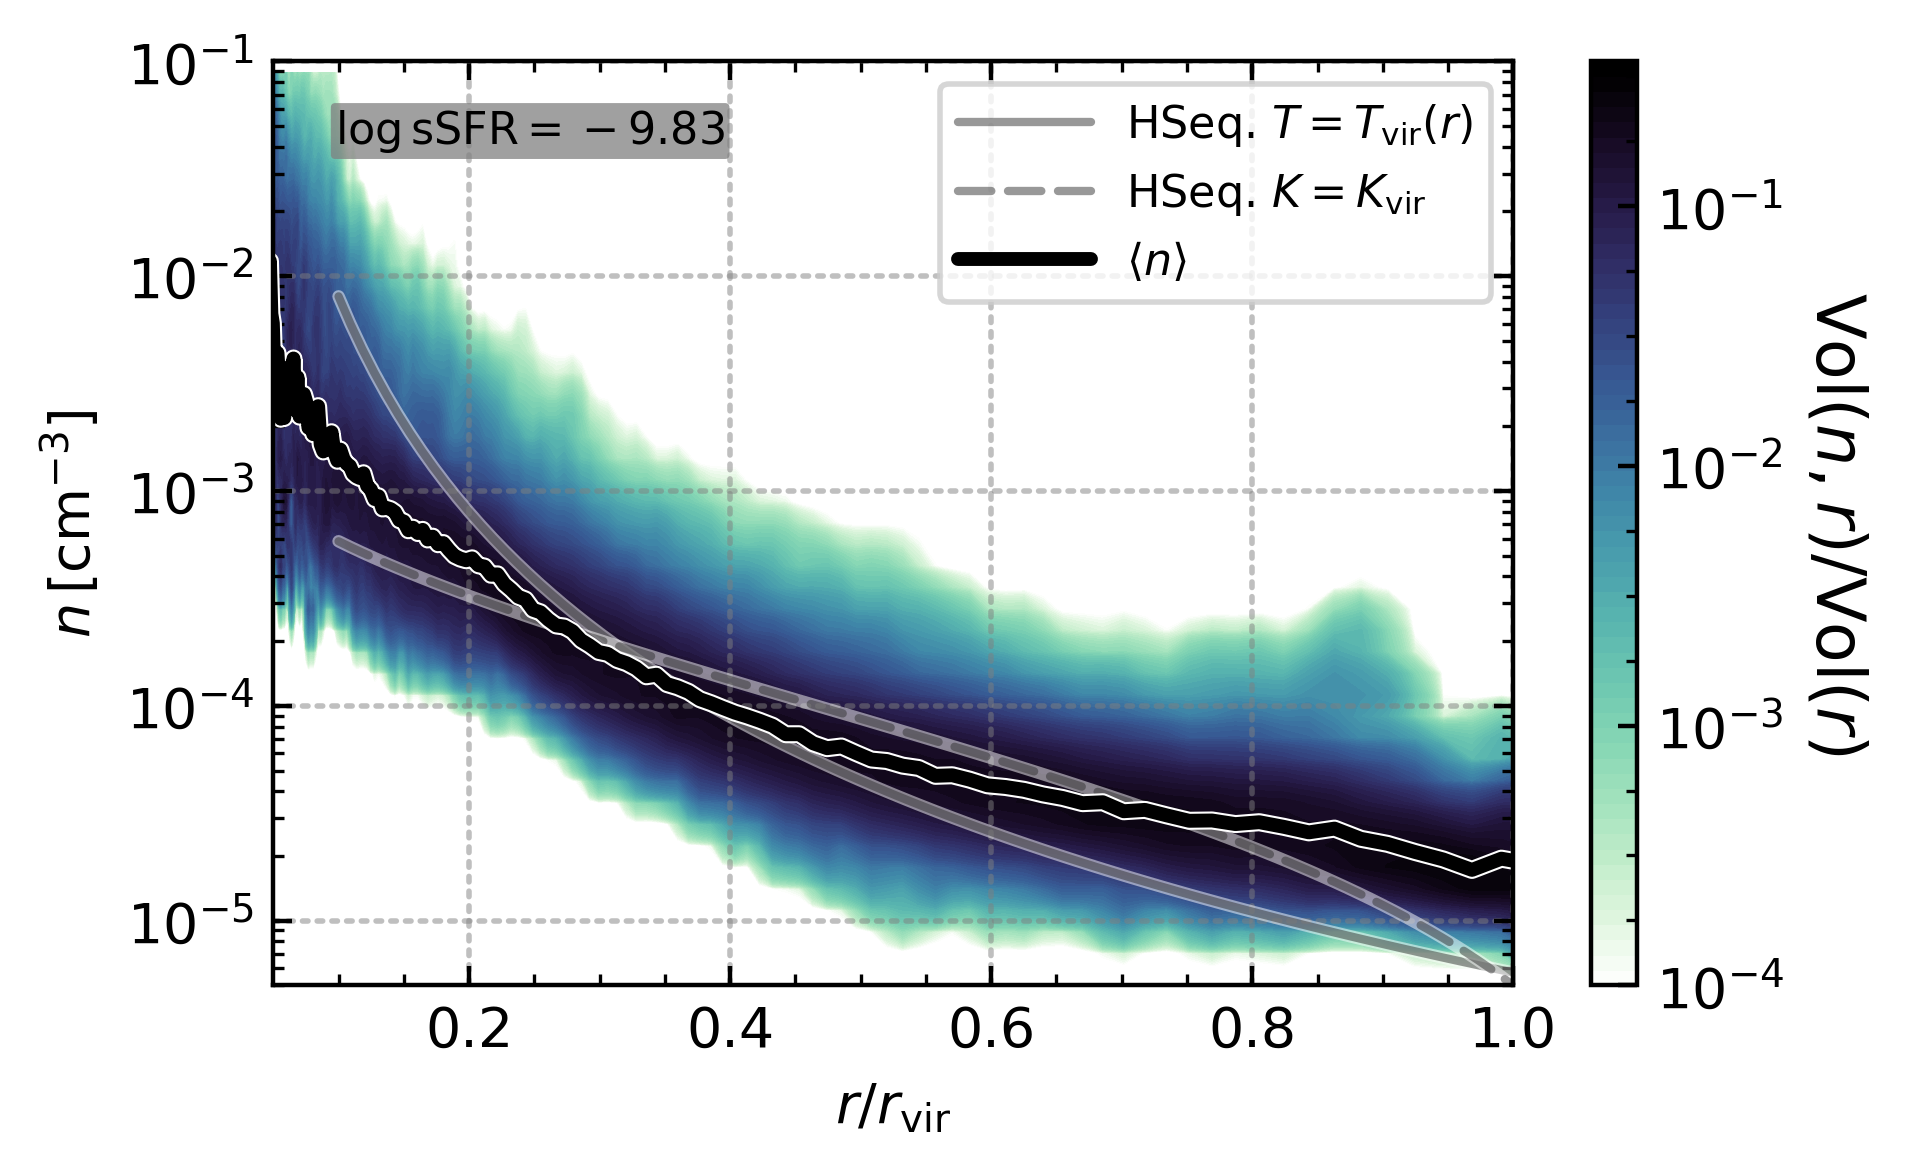 10⁻¹
10⁻²
10⁻³
10⁻⁴
10⁻⁵
n [cm⁻³]
log sSFR = −9.83
HSeq. T = T_vir(r)
HSeq. K = K_vir
⟨n⟩
0.2 0.4 0.6 0.8 1.0
r/r_vir
10⁻¹
10⁻²
10⁻³
10⁻⁴
Vol(n, r)/Vol(r)